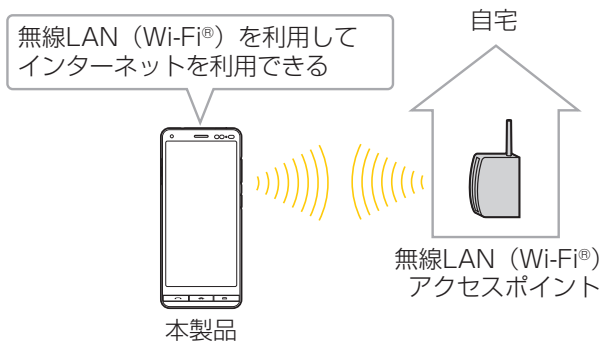 無線LAN（Wi-Fi®）を利用して
インターネットを利用できる
自宅
無線LAN（Wi-Fi®）
アクセスポイント
本製品